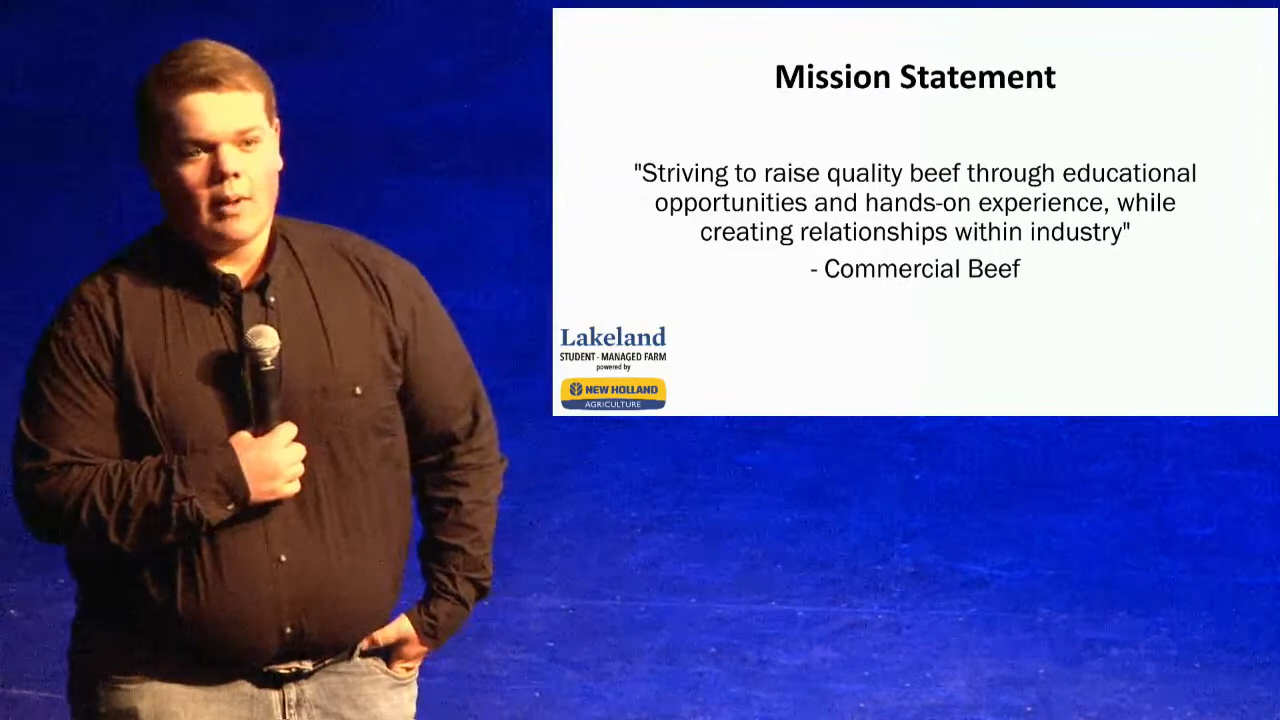 Mission Statement
"Striving to raise quality beef through educational
opportunities and hands-on experience, while
creating relationships within industry"
- Commercial Beef
Lakeland
STUDENT - MANAGED FARM
powered by
NEW HOLLAND
AGRICULTURE